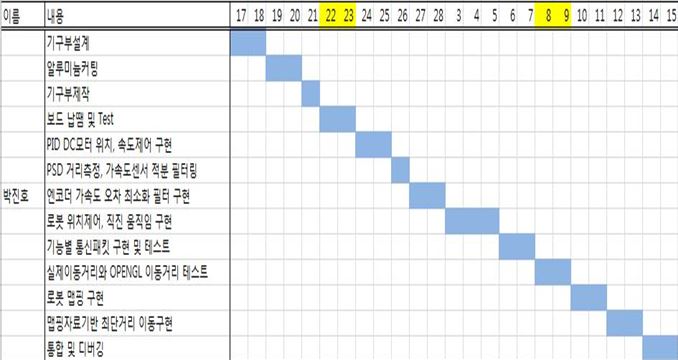 이름 내용 17 18 19 20 21 22 23 24 25 26 27 28 3 4 5 6 7 8 9 10 11 12 13 14 15
기구부설계
알루미늄커팅
기구부제작
보드 납땜 및 Test
PID DC모터 위치, 속도제어 구현
PSD 거리측정, 가속도센서 적분 필터링
박진호 엔코더 가속도 오차 최소화 필터 구현
로봇 위치제어, 직진 움직임 구현
기능별 통신패킷 구현 및 테스트
실제이동거리와 OPENGL 이동거리 테스트
로봇 맵핑 구현
맵핑자료기반 최단거리 이동구현
통합 및 디버깅